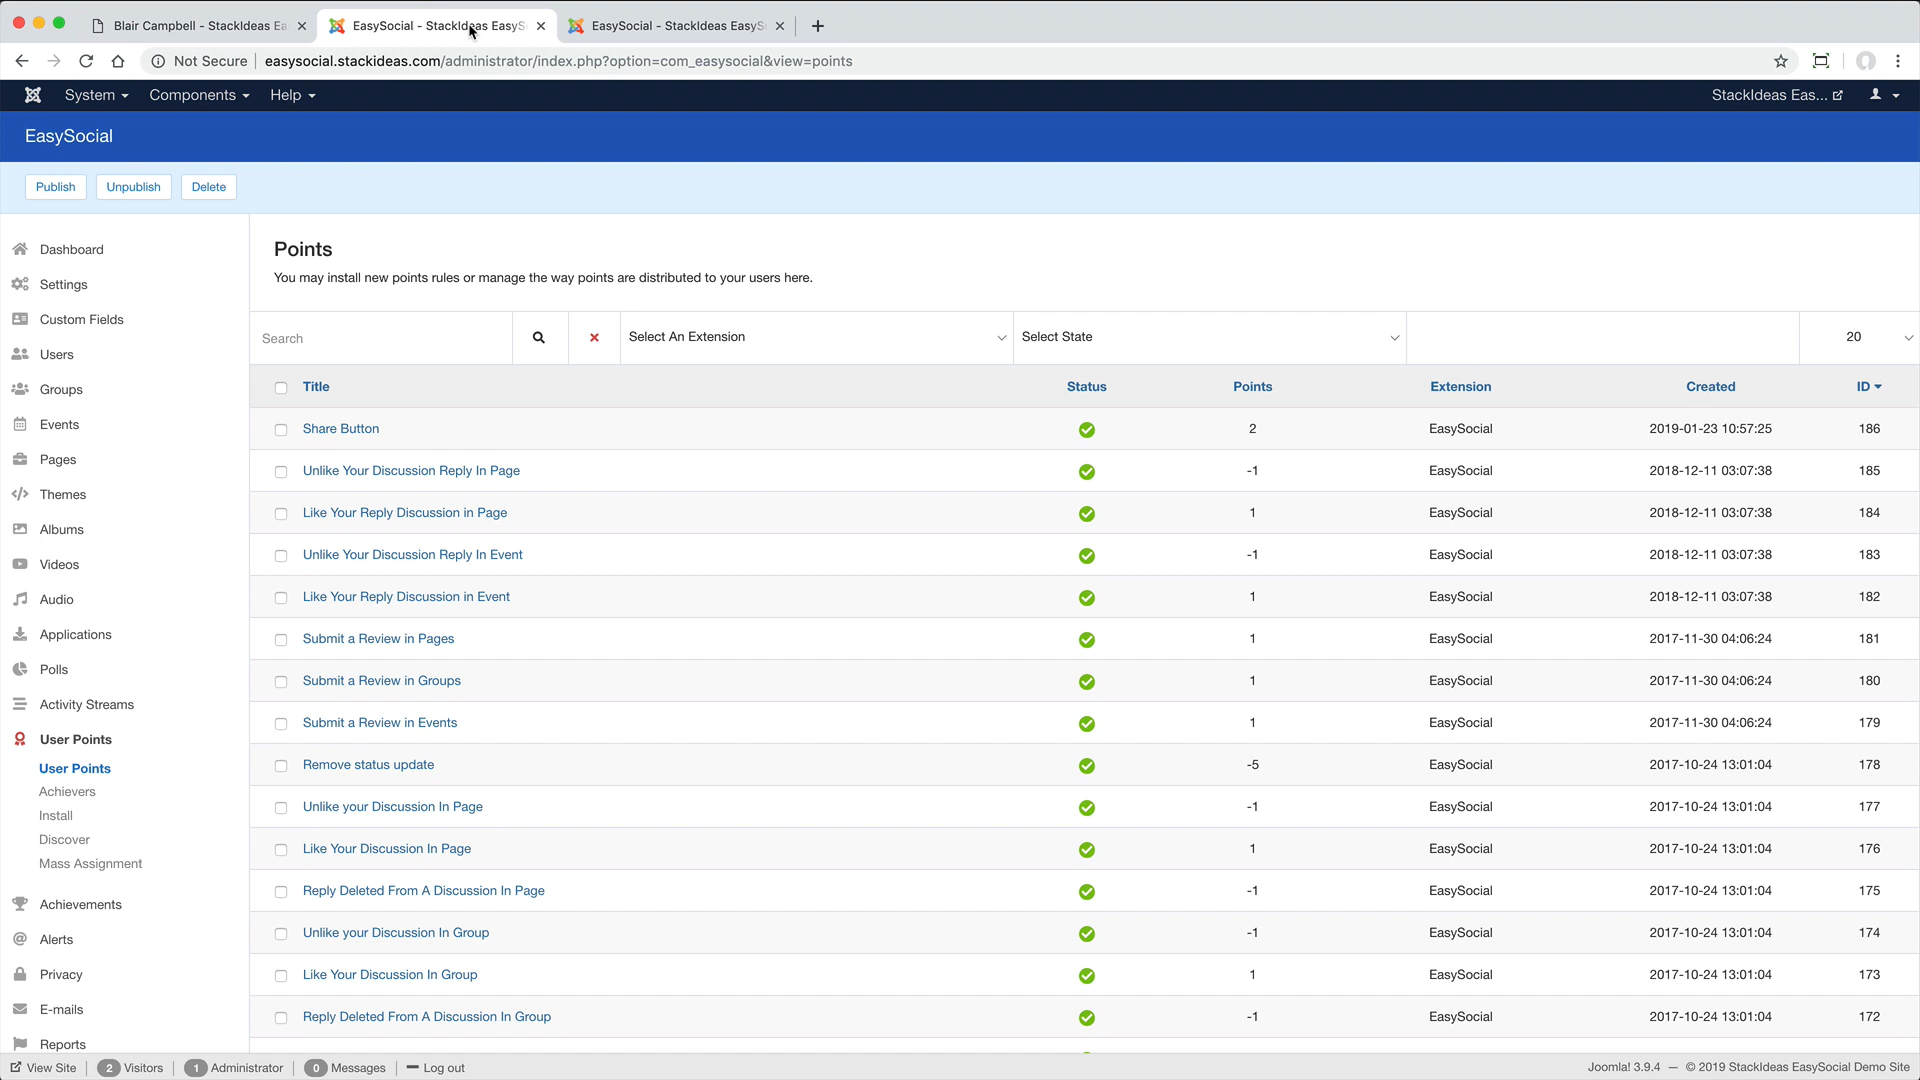 Blair Campbell - StackIdeas Ea
EasySocial - StackIdeas EasyS
EasySocial - StackIdeas EasyS
Not Secure
easysocial.stackideas.com/administrator/index.php?option=com_easysocial&view=points
System Components Help
StackIdeas Eas...
EasySocial
Publish Unpublish Delete
Dashboard
Settings
Custom Fields
Users
Groups
Events
Pages
Themes
Albums
Videos
Audio
Applications
Polls
Activity Streams
User Points
User Points
Achievers
Install
Discover
Mass Assignment
Achievements
Alerts
Privacy
E-mails
Reports
Points
You may install new points rules or manage the way points are distributed to your users here.
Search Select An Extension Select State 20
Title Status Points Extension Created ID
Share Button 2 EasySocial 2019-01-23 10:57:25 186
Unlike Your Discussion Reply In Page -1 EasySocial 2018-12-11 03:07:38 185
Like Your Reply Discussion in Page 1 EasySocial 2018-12-11 03:07:38 184
Unlike Your Discussion Reply In Event -1 EasySocial 2018-12-11 03:07:38 183
Like Your Reply Discussion in Event 1 EasySocial 2018-12-11 03:07:38 182
Submit a Review in Pages 1 EasySocial 2017-11-30 04:06:24 181
Submit a Review in Groups 1 EasySocial 2017-11-30 04:06:24 180
Submit a Review in Events 1 EasySocial 2017-11-30 04:06:24 179
Remove status update -5 EasySocial 2017-10-24 13:01:04 178
Unlike your Discussion In Page -1 EasySocial 2017-10-24 13:01:04 177
Like Your Discussion In Page 1 EasySocial 2017-10-24 13:01:04 176
Reply Deleted From A Discussion In Page -1 EasySocial 2017-10-24 13:01:04 175
Unlike your Discussion In Group -1 EasySocial 2017-10-24 13:01:04 174
Like Your Discussion In Group 1 EasySocial 2017-10-24 13:01:04 173
Reply Deleted From A Discussion In Group -1 EasySocial 2017-10-24 13:01:04 172
View Site 2 Visitors 1 Administrator 0 Messages Log out
Joomla! 3.9.4 — © 2019 StackIdeas EasySocial Demo Site